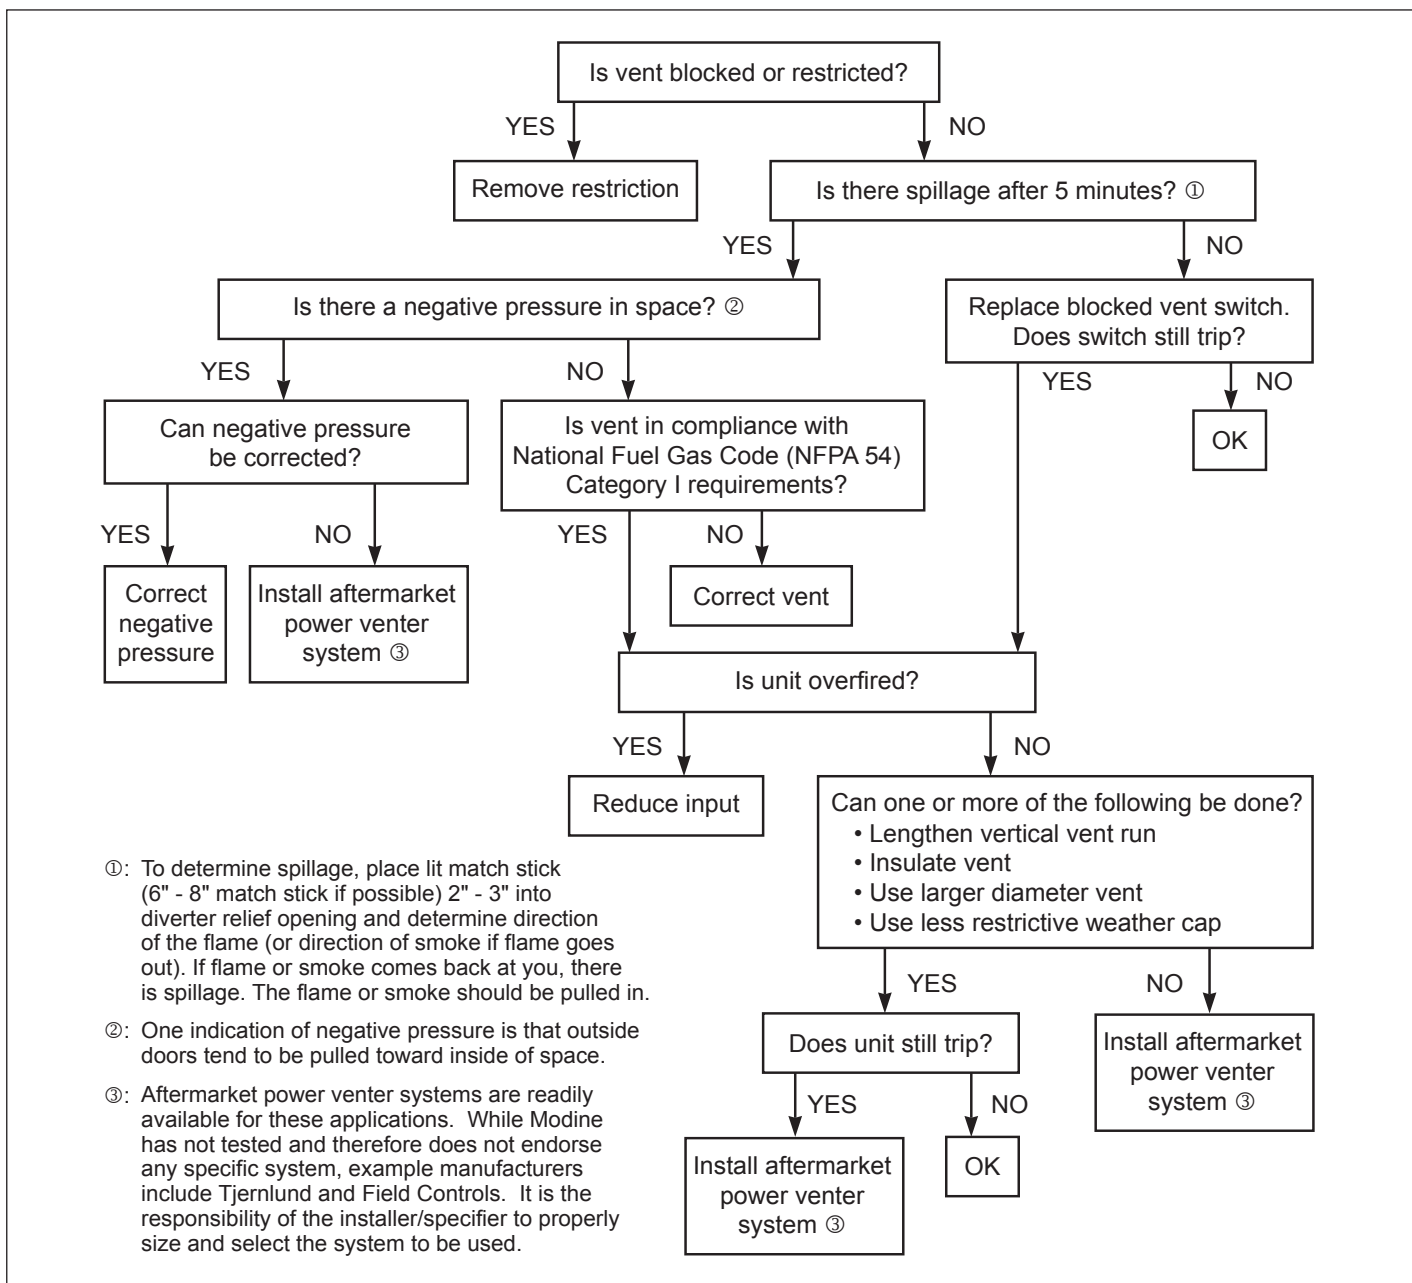 Is vent blocked or restricted?
YES
NO
Remove restriction
Is there spillage after 5 minutes? ①
YES
NO
Is there a negative pressure in space? ②
Replace blocked vent switch.
Does switch still trip?
YES
NO
YES
NO
Can negative pressure
be corrected?
Is vent in compliance with
National Fuel Gas Code (NFPA 54)
Category I requirements?
OK
YES
NO
YES
NO
Correct
negative
pressure
Install aftermarket
power venter
system ③
Correct vent
Is unit overfired?
YES
NO
Reduce input
Can one or more of the following be done?
• Lengthen vertical vent run
• Insulate vent
• Use larger diameter vent
• Use less restrictive weather cap
YES
NO
Does unit still trip?
Install aftermarket
power venter
system ③
YES
NO
Install aftermarket
power venter
system ③
OK
①: To determine spillage, place lit match stick
(6" - 8" match stick if possible) 2" - 3" into
diverter relief opening and determine direction
of the flame (or direction of smoke if flame goes
out). If flame or smoke comes back at you, there
is spillage. The flame or smoke should be pulled in.
②: One indication of negative pressure is that outside
doors tend to be pulled toward inside of space.
③: Aftermarket power venter systems are readily
available for these applications. While Modine
has not tested and therefore does not endorse
any specific system, example manufacturers
include Tjernlund and Field Controls. It is the
responsibility of the installer/specifier to properly
size and select the system to be used.